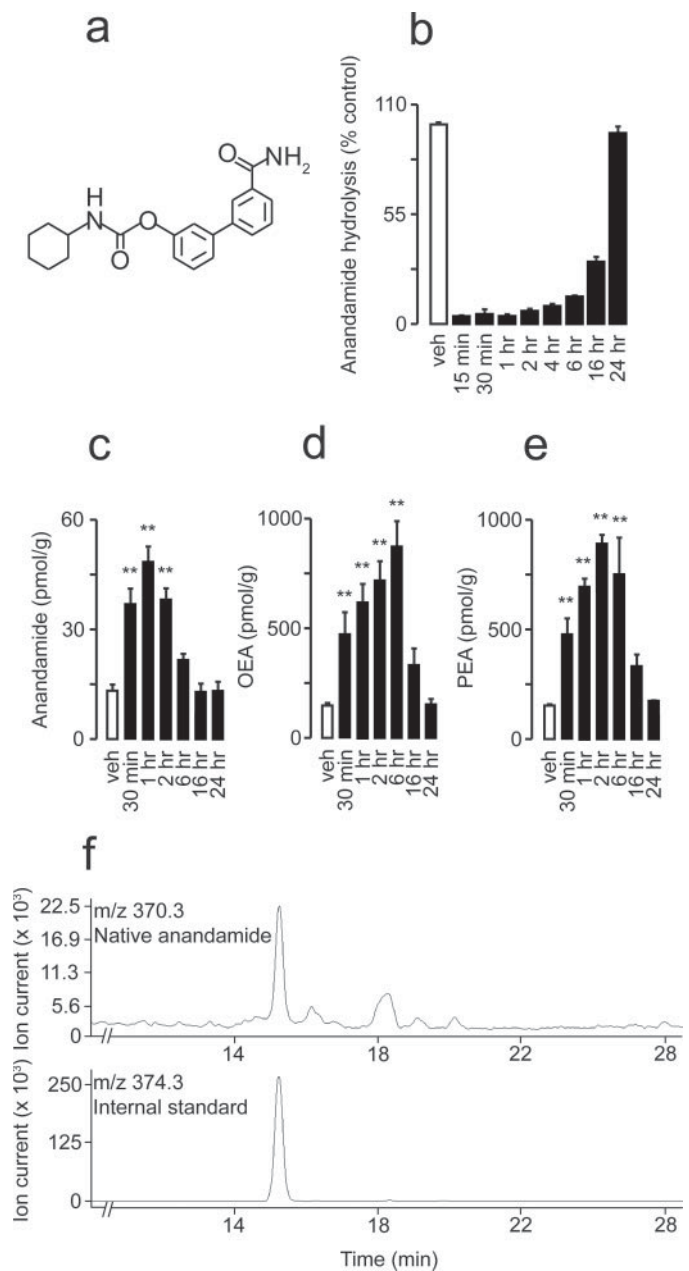 a
O
NH2
H
N
O
O
b
Anandamide hydrolysis (% control)
110
55
0
veh
15 min
30 min
1 hr
2 hr
4 hr
6 hr
16 hr
24 hr
c
Anandamide (pmol/g)
60
30
0
**
**
**
veh
30 min
1 hr
2 hr
6 hr
16 hr
24 hr
d
OEA (pmol/g)
1000
500
0
**
**
**
**
veh
30 min
1 hr
2 hr
6 hr
16 hr
24 hr
e
PEA (pmol/g)
1000
500
0
**
**
**
**
veh
30 min
1 hr
2 hr
6 hr
16 hr
24 hr
f
Ion current (x 10³)
22.5
16.9
11.3
5.6
0
m/z 370.3
Native anandamide
14
18
22
28
Ion current (x 10³)
250
125
0
m/z 374.3
Internal standard
14
18
22
28
Time (min)